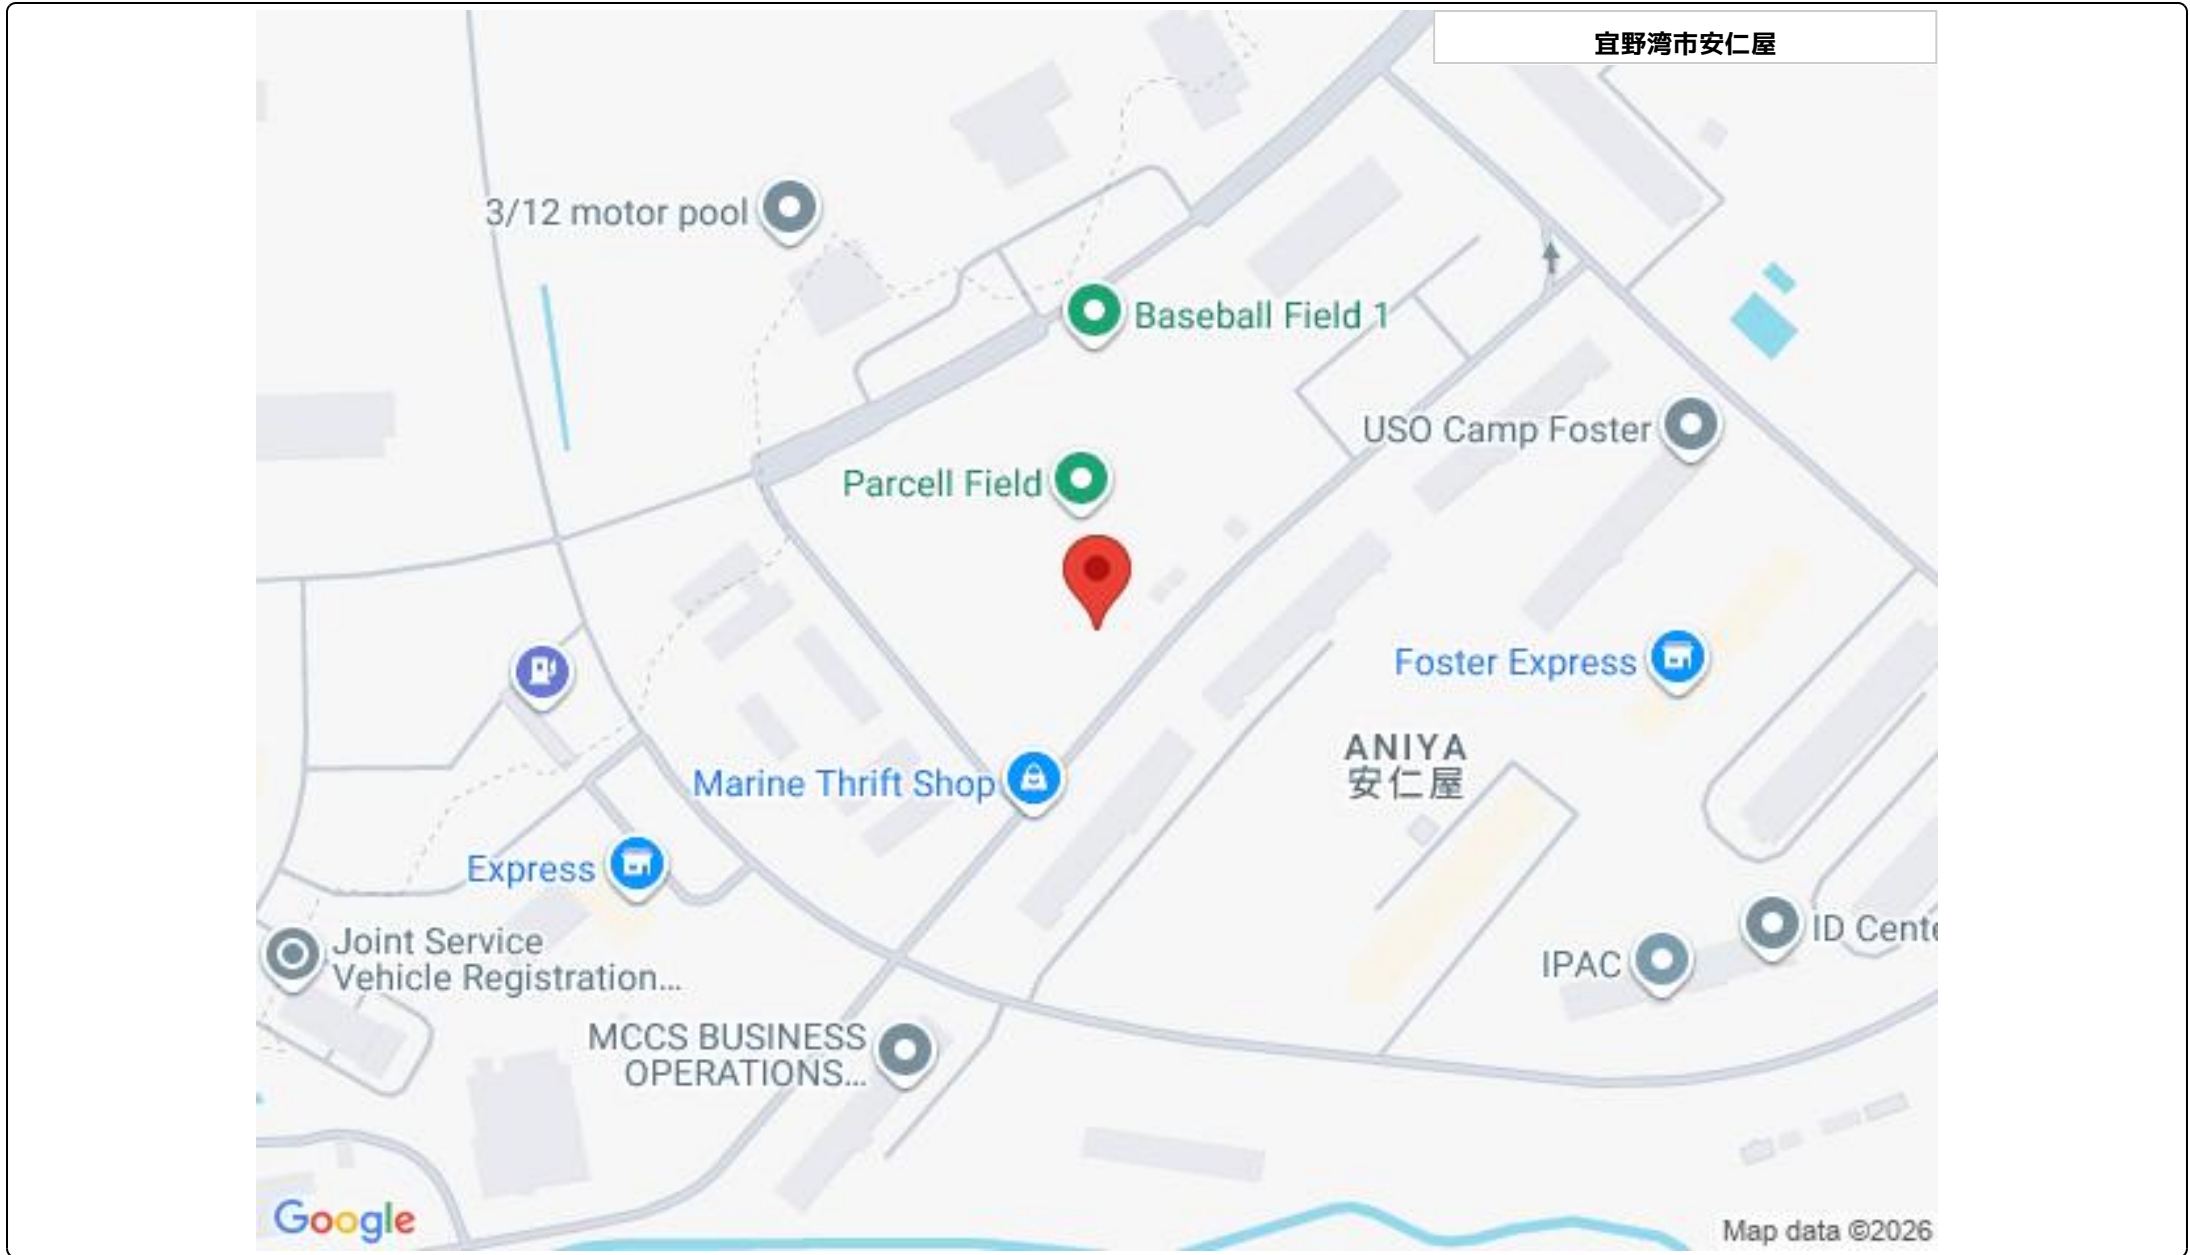 宜野湾市安仁屋
3/12 motor pool
Baseball Field 1
USO Camp Foster
Parcell Field
Foster Express
ANIYA
安仁屋
Marine Thrift Shop
Express
ID Cente
Joint Service
Vehicle Registration...
IPAC
MCCS BUSINESS
OPERATIONS...
Google
Map data ©2026